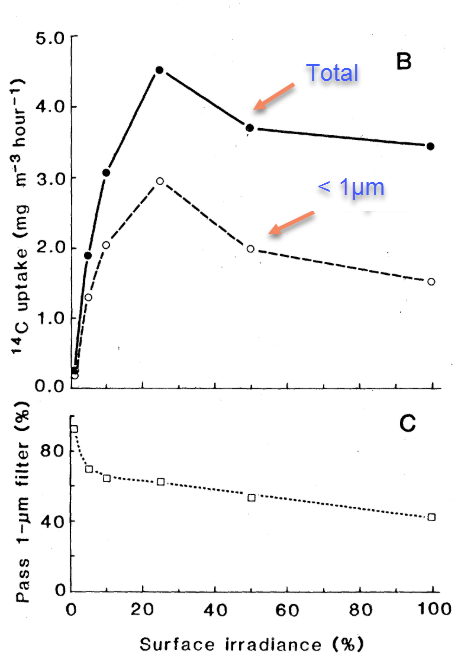 B
Total
< 1µm
5.0
4.0
3.0
2.0
1.0
0.0
¹⁴C uptake (mg m⁻³ hour⁻¹)
C
80
40
0
Pass 1-µm filter (%)
0 20 40 60 80 100
Surface irradiance (%)